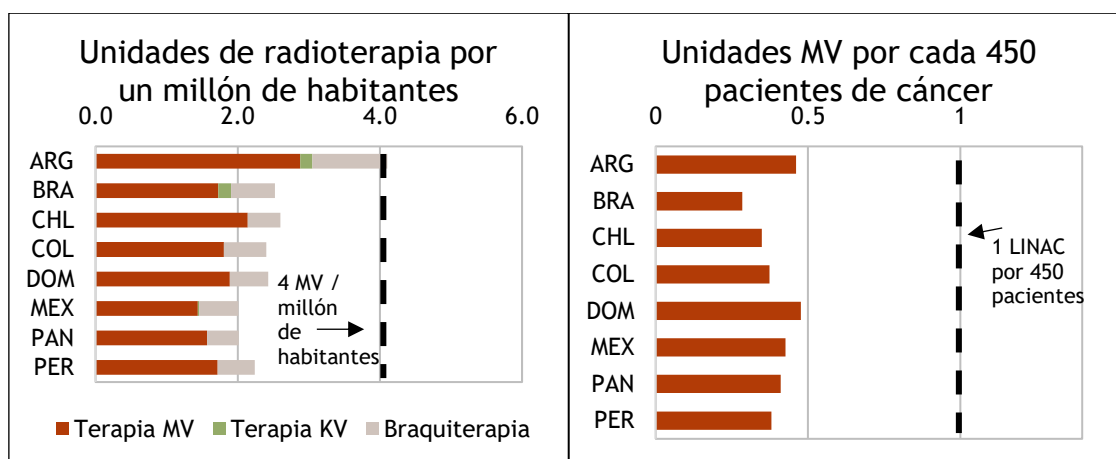 Unidades de radioterapia por
un millón de habitantes
0.0 2.0 4.0 6.0
ARG
BRA
CHL
COL
DOM
MEX
PAN
PER
4 MV /
millón
de
habitantes
Terapia MV Terapia KV Braquiterapia
Unidades MV por cada 450
pacientes de cáncer
0 0.5 1
ARG
BRA
CHL
COL
DOM
MEX
PAN
PER
1 LINAC
por 450
pacientes